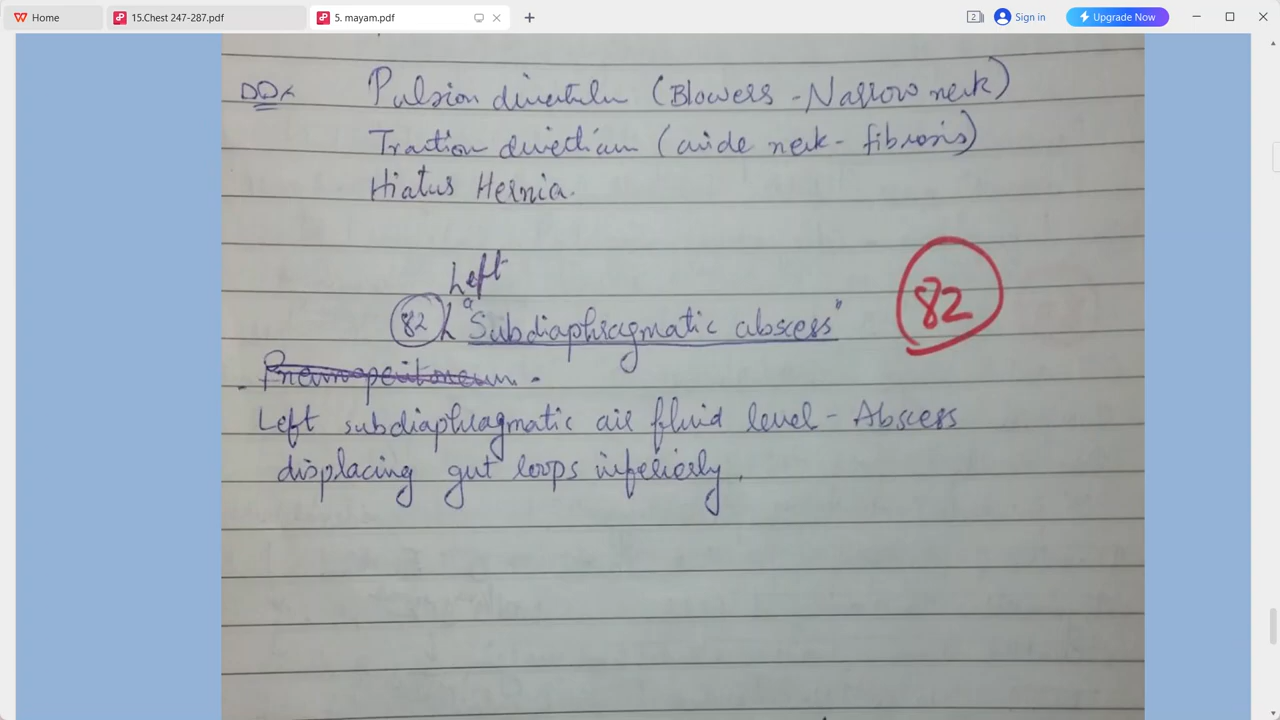 Home
15.Chest 247-287.pdf
5. mayam.pdf
2
Sign in
Upgrade Now
DDx Pulsion diverticulum (Blowers - Narrow neck)
Traction diverticum (wide neck - fibrosis)
Hiatus Hernia.
Left
82 "Subdiaphragmatic abscess"
82
- Pneumoperitoneum. -
Left subdiaphragmatic air fluid level - Abscess
displacing gut loops inferiorly.